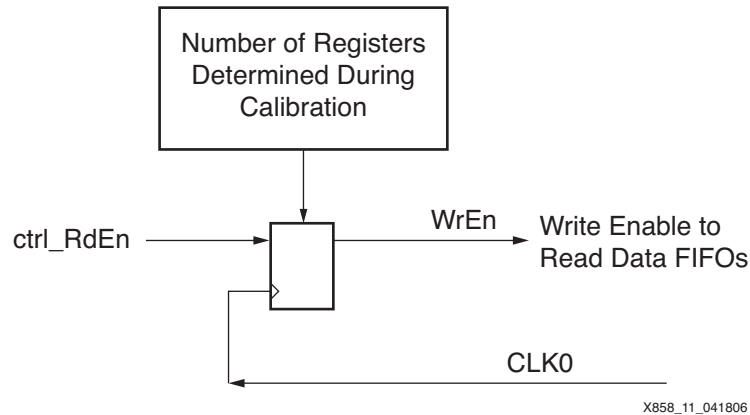 Number of Registers
Determined During
Calibration
ctrl_RdEn
WrEn
Write Enable to
Read Data FIFOs
CLK0
X858_11_041806